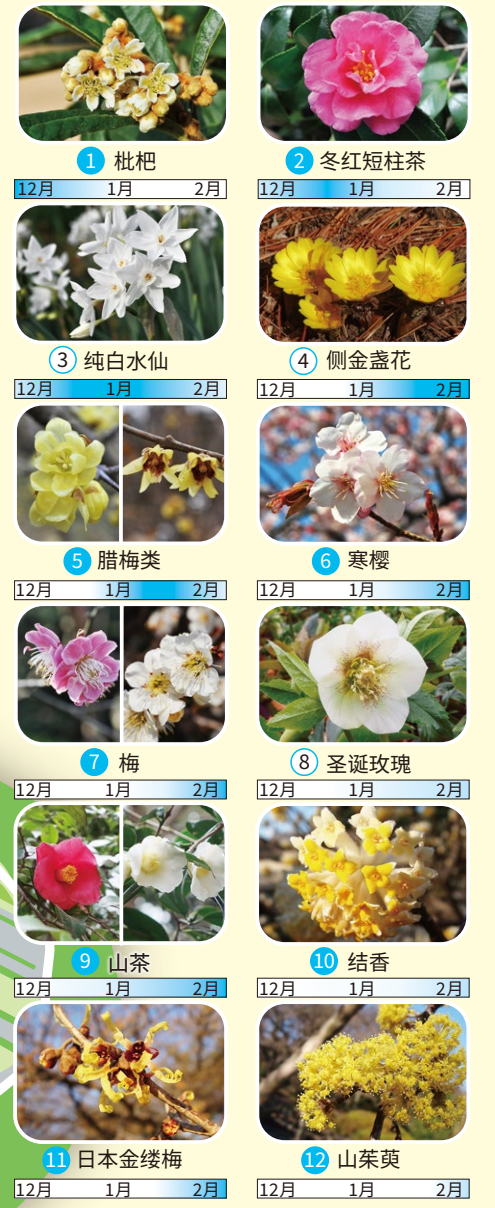 1 枇杷
12月 1月 2月
2 冬红短柱茶
12月 1月 2月
3 纯白水仙
12月 1月 2月
4 侧金盏花
12月 1月 2月
5 腊梅类
12月 1月 2月
6 寒樱
12月 1月 2月
7 梅
12月 1月 2月
8 圣诞玫瑰
12月 1月 2月
9 山茶
12月 1月 2月
10 结香
12月 1月 2月
11 日本金缕梅
12月 1月 2月
12 山茱萸
12月 1月 2月